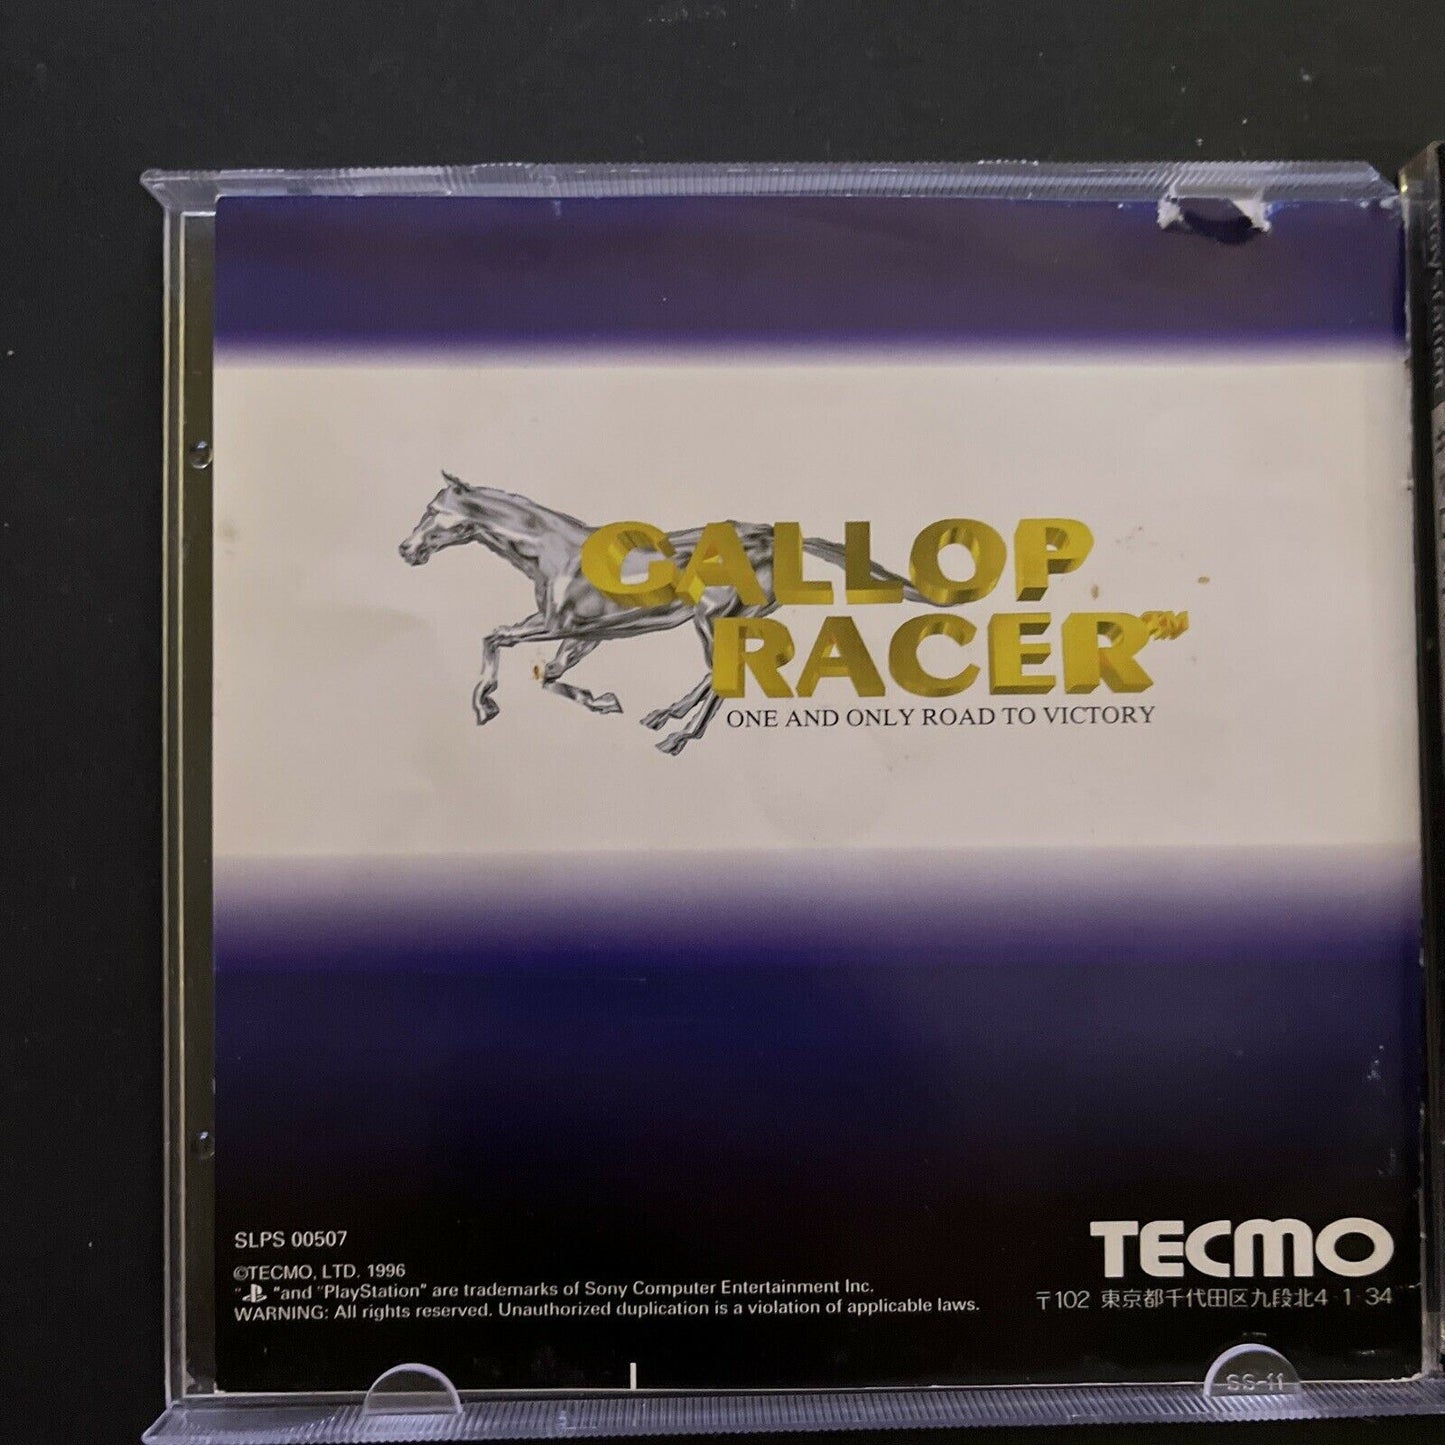 GALLOP
RACER™
ONE AND ONLY ROAD TO VICTORY
SLPS 00507
©TECMO, LTD. 1996
" "and "PlayStation" are trademarks of Sony Computer Entertainment Inc.
WARNING: All rights reserved. Unauthorized duplication is a violation of applicable laws.
TECMO
〒102 東京都千代田区九段北4-1-34
SS-11
PlayStation